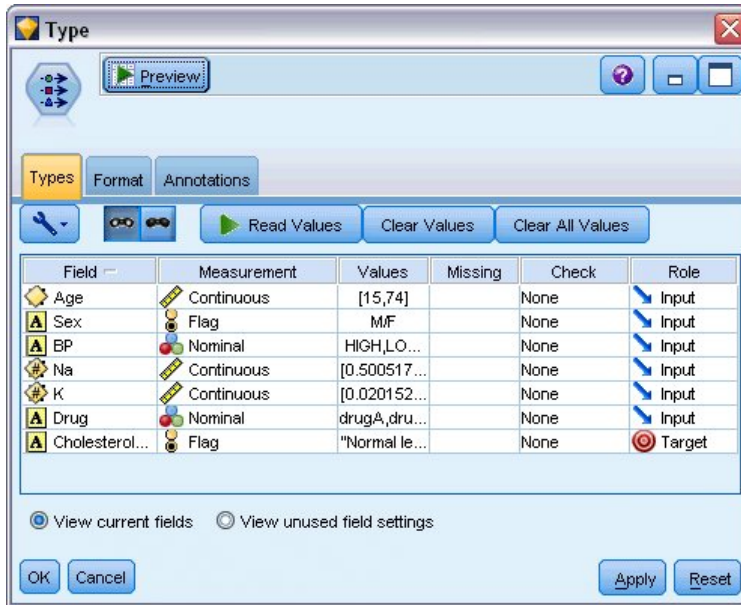 Type
Preview
Types Format Annotations
Read Values Clear Values Clear All Values
Field Measurement Values Missing Check Role
Age Continuous [15,74] None Input
A Sex Flag M/F None Input
A BP Nominal HIGH,LO... None Input
# Na Continuous [0.500517... None Input
# K Continuous [0.020152... None Input
A Drug Nominal drugA,dru... None Input
A Cholesterol... Flag "Normal le... None Target
View current fields View unused field settings
OK Cancel Apply Reset